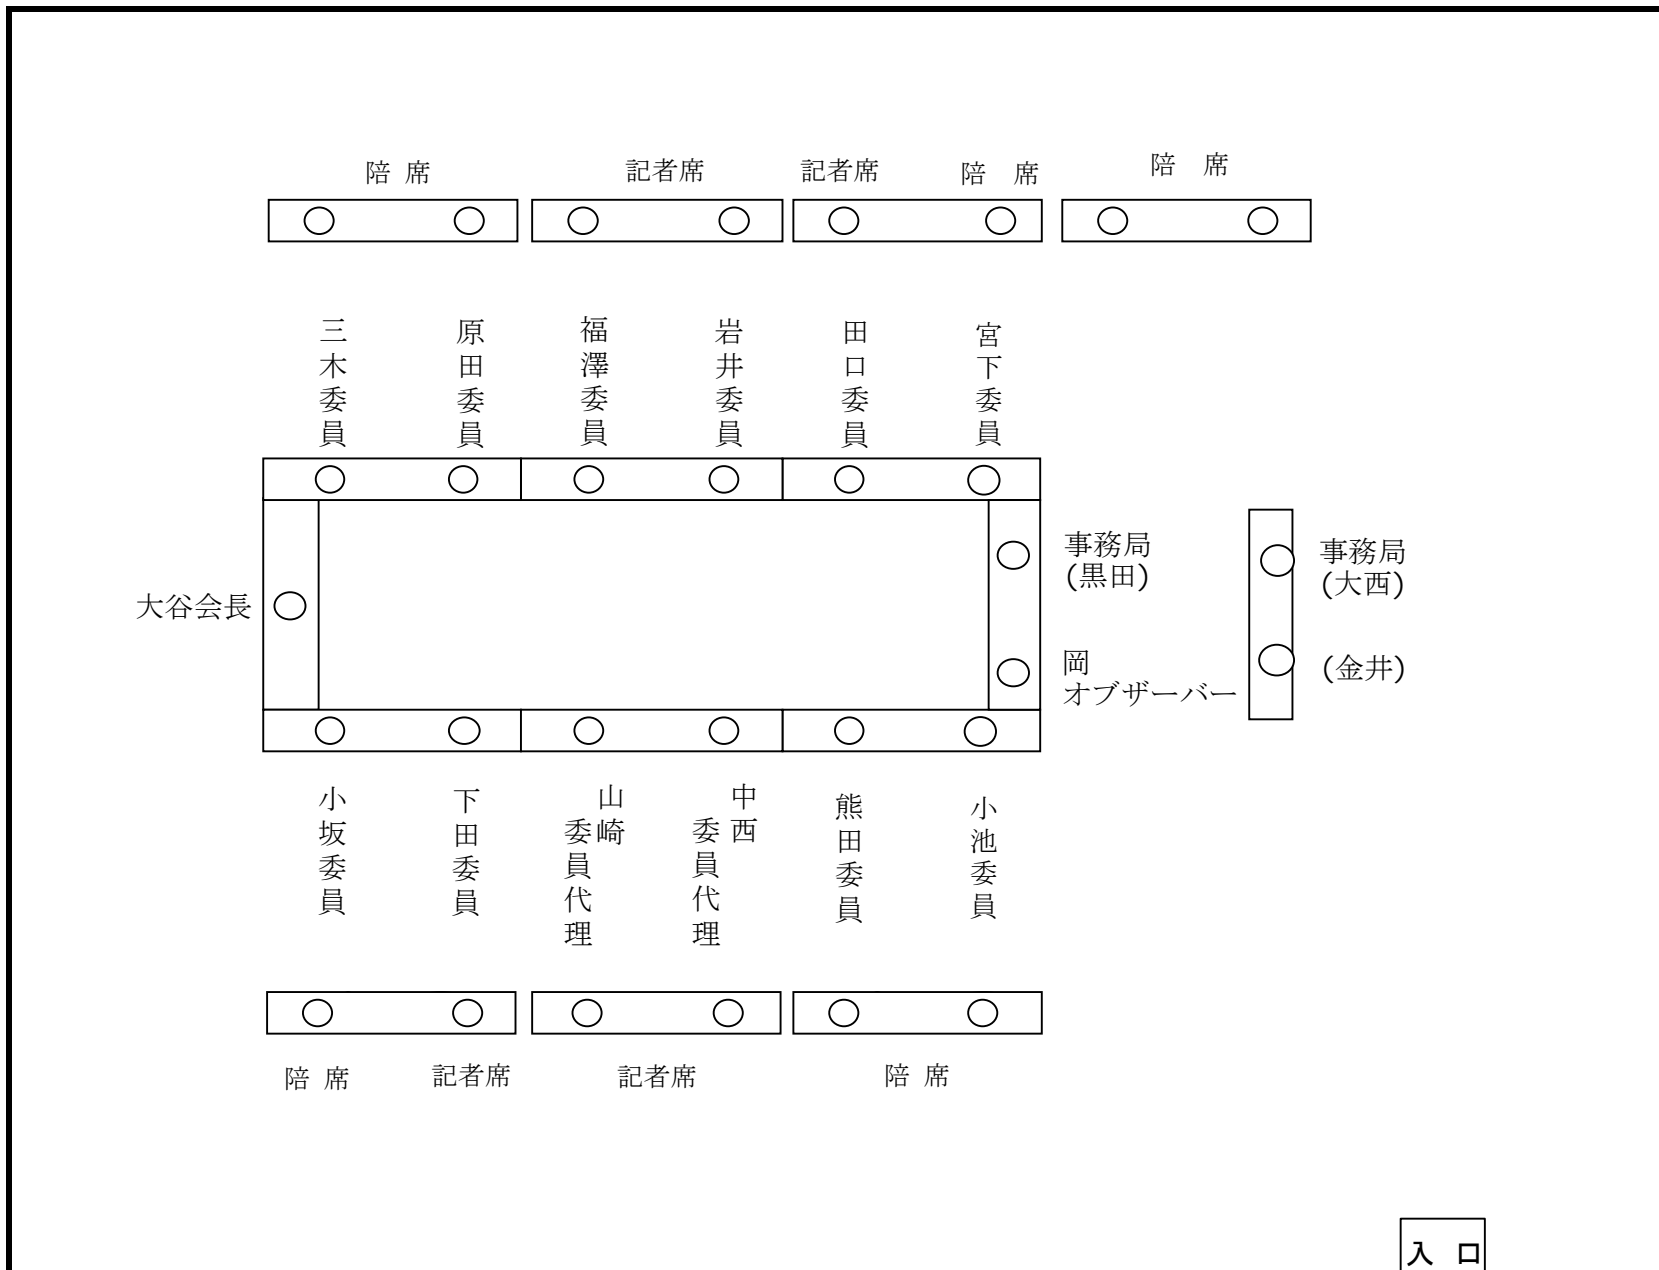 陪 席
記者席
記者席
陪 席
陪 席
三木委員
原田委員
福澤委員
岩井委員
田口委員
宮下委員
大谷会長
事務局
(黒田)
岡
オブザーバー
事務局
(大西)
(金井)
小坂委員
下田委員
山崎
委員代理
中西
委員代理
熊田委員
小池委員
陪 席
記者席
記者席
陪 席
入 口